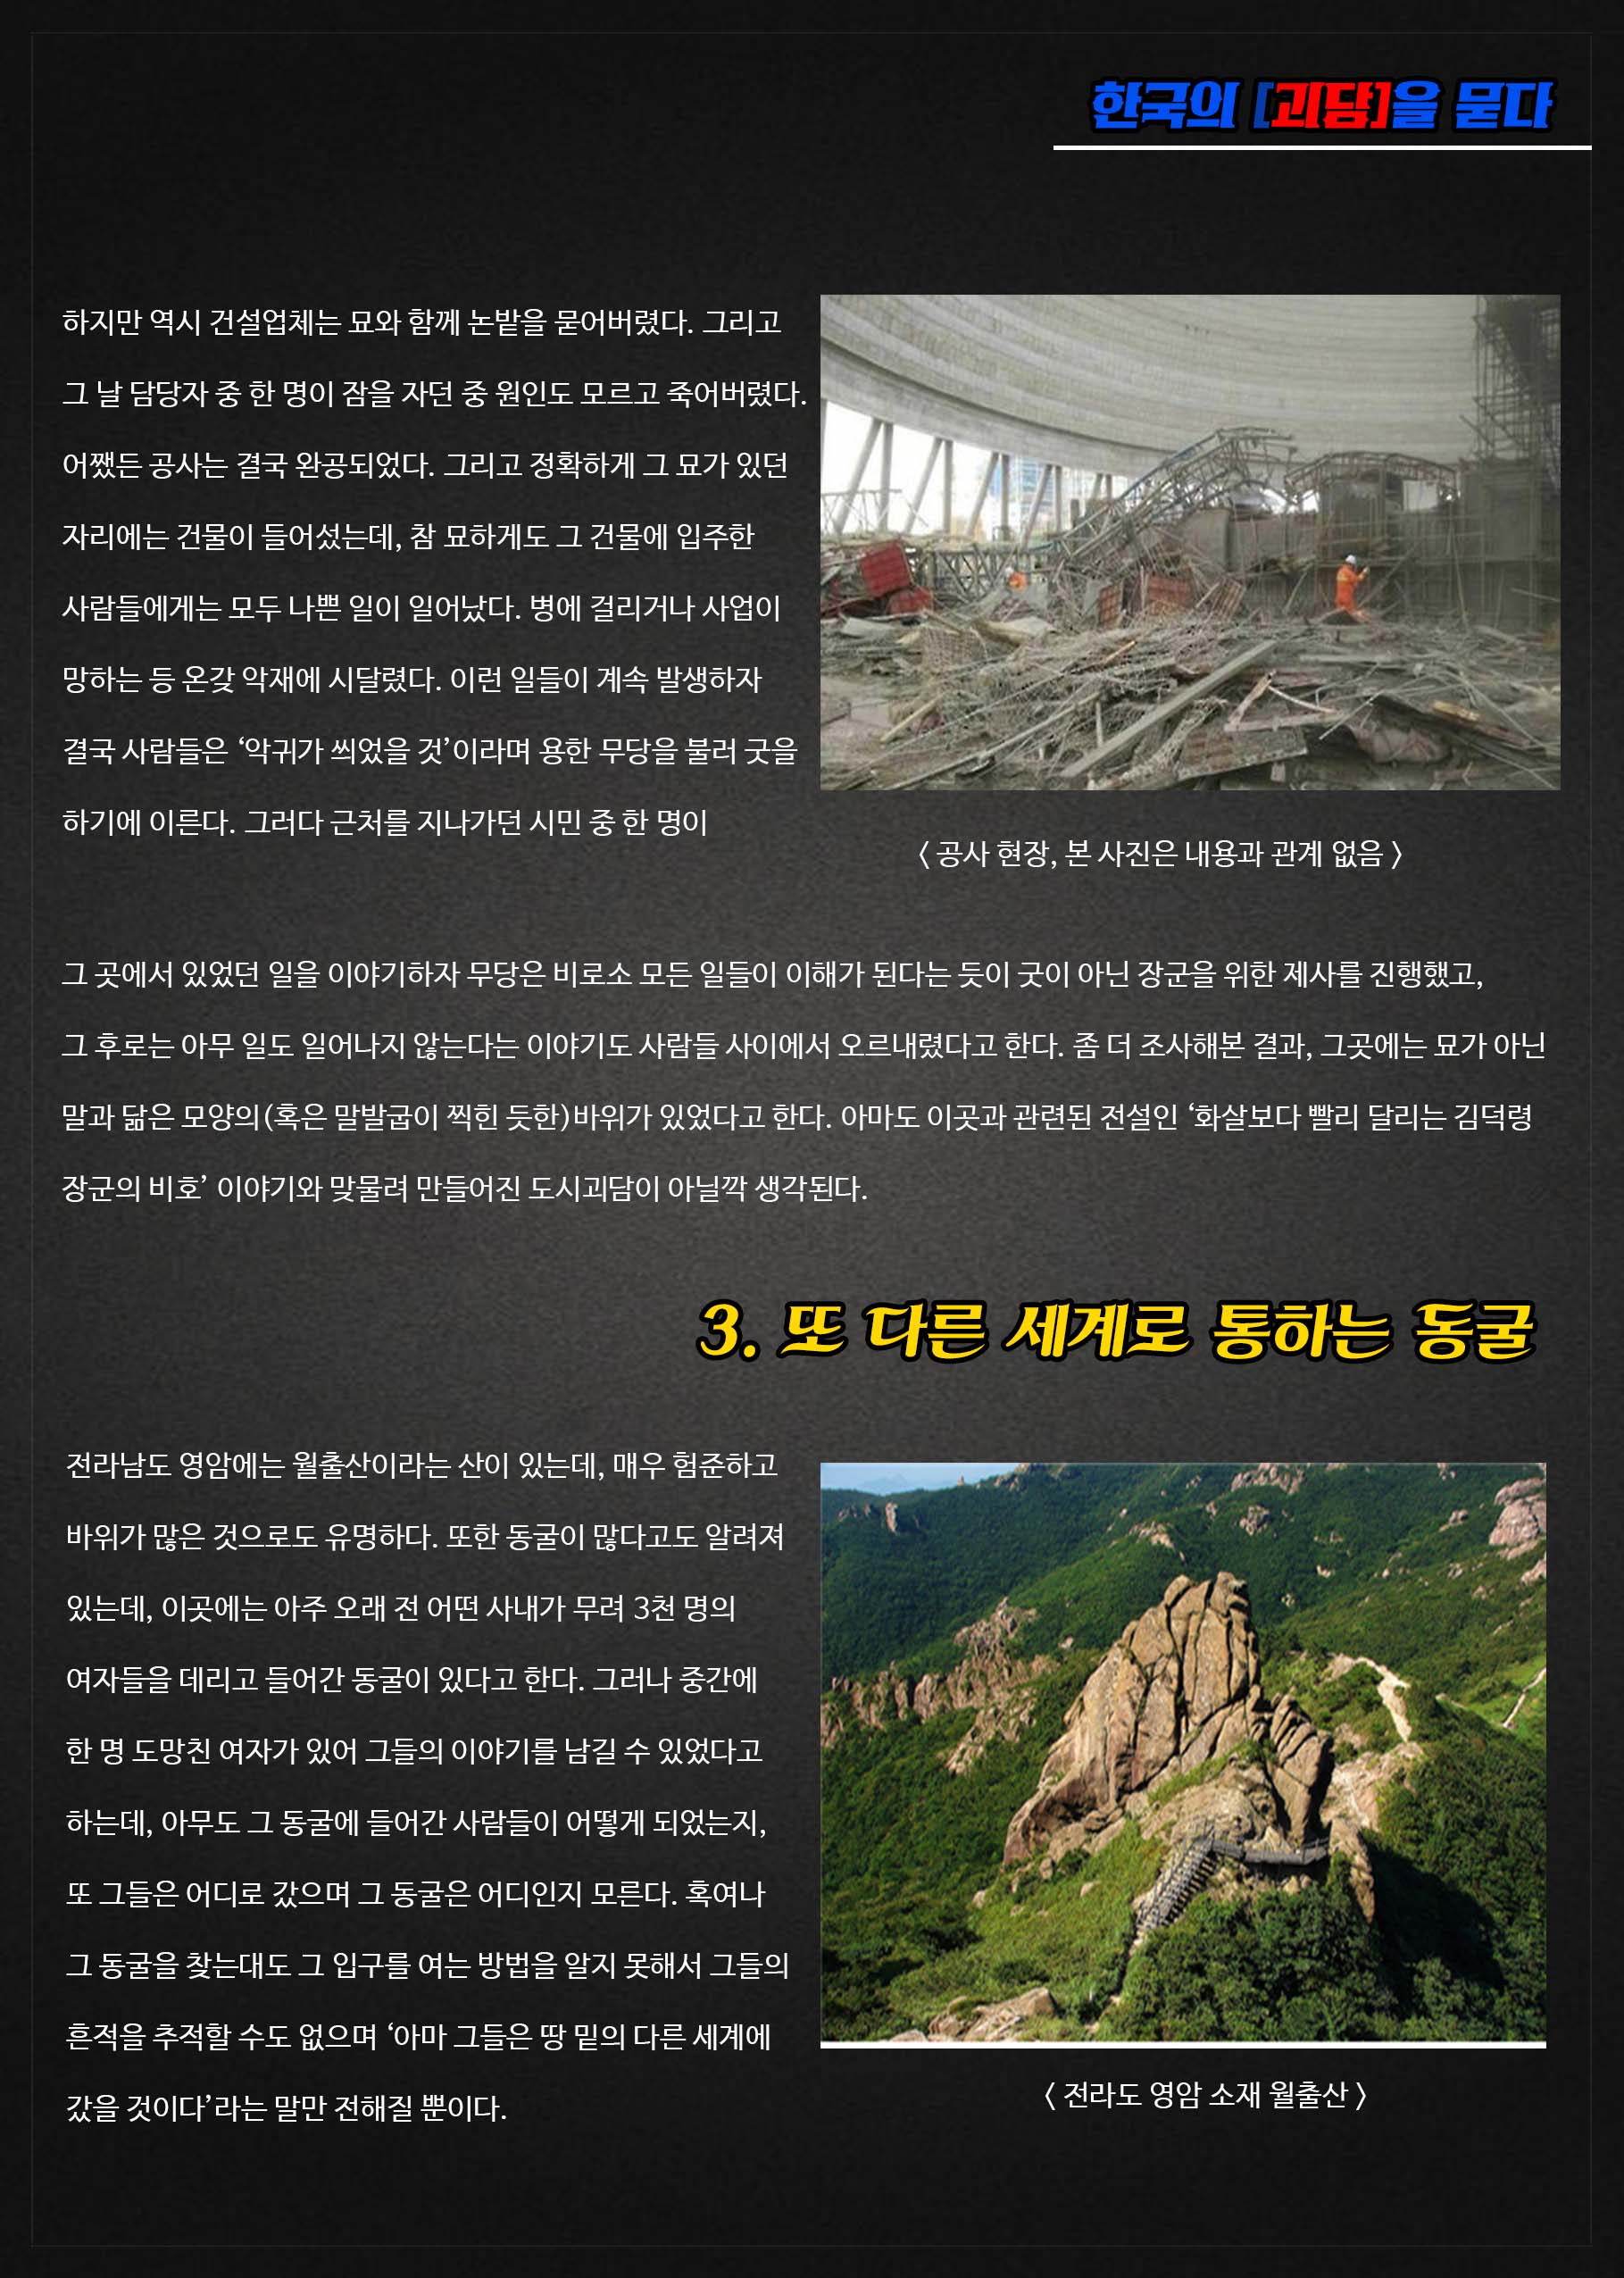 한국의 [괴담]을 묻다
하지만 역시 건설업체는 묘와 함께 논밭을 묻어버렸다. 그리고
그 날 담당자 중 한 명이 잠을 자던 중 원인도 모르고 죽어버렸다.
어쨌든 공사는 결국 완공되었다. 그리고 정확하게 그 묘가 있던
자리에는 건물이 들어섰는데, 참 묘하게도 그 건물에 입주한
사람들에게는 모두 나쁜 일이 일어났다. 병에 걸리거나 사업이
망하는 등 온갖 악재에 시달렸다. 이런 일들이 계속 발생하자
결국 사람들은 ‘악귀가 씌었을 것’이라며 용한 무당을 불러 굿을
하기에 이른다. 그러다 근처를 지나가던 시민 중 한 명이
〈 공사 현장, 본 사진은 내용과 관계 없음 〉
그 곳에서 있었던 일을 이야기하자 무당은 비로소 모든 일들이 이해가 된다는 듯이 굿이 아닌 장군을 위한 제사를 진행했고,
그 후로는 아무 일도 일어나지 않는다는 이야기도 사람들 사이에서 오르내렸다고 한다. 좀 더 조사해본 결과, 그곳에는 묘가 아닌
말과 닮은 모양의(혹은 말발굽이 찍힌 듯한)바위가 있었다고 한다. 아마도 이곳과 관련된 전설인 ‘화살보다 빨리 달리는 김덕령
장군의 비호’ 이야기와 맞물려 만들어진 도시괴담이 아닐깍 생각된다.
3. 또 다른 세계로 통하는 동굴
전라남도 영암에는 월출산이라는 산이 있는데, 매우 험준하고
바위가 많은 것으로도 유명하다. 또한 동굴이 많다고도 알려져
있는데, 이곳에는 아주 오래 전 어떤 사내가 무려 3천 명의
여자들을 데리고 들어간 동굴이 있다고 한다. 그러나 중간에
한 명 도망친 여자가 있어 그들의 이야기를 남길 수 있었다고
하는데, 아무도 그 동굴에 들어간 사람들이 어떻게 되었는지,
또 그들은 어디로 갔으며 그 동굴은 어디인지 모른다. 혹여나
그 동굴을 찾는대도 그 입구를 여는 방법을 알지 못해서 그들의
흔적을 추적할 수도 없으며 ‘아마 그들은 땅 밑의 다른 세계에
갔을 것이다’라는 말만 전해질 뿐이다.
〈 전라도 영암 소재 월출산 〉